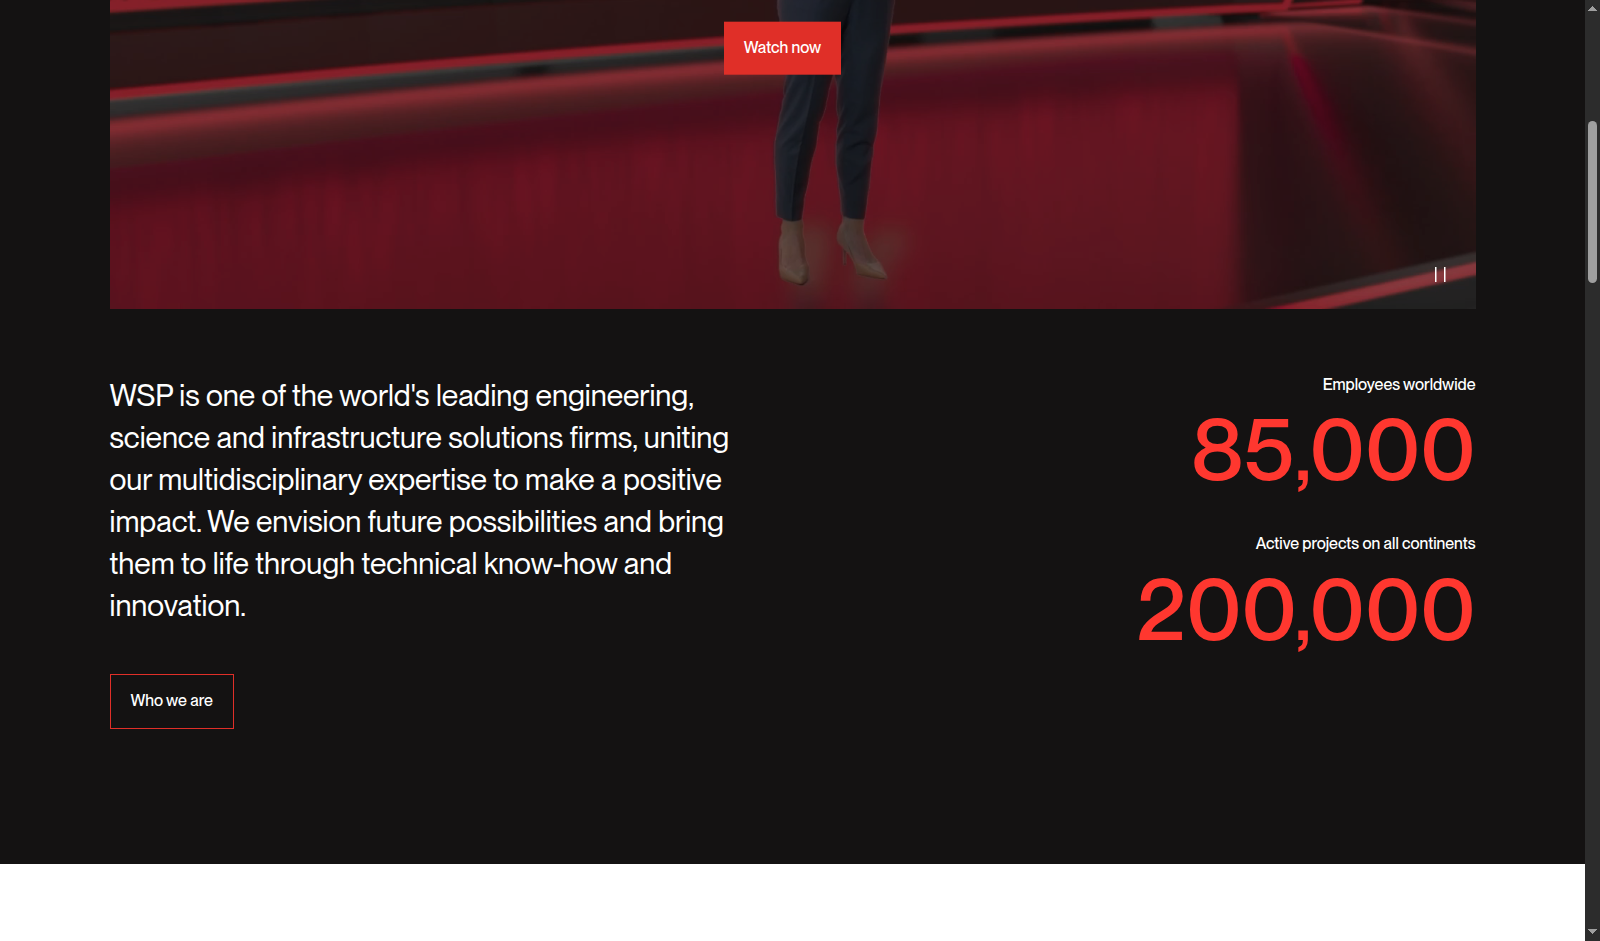 Watch now
WSP is one of the world's leading engineering,
science and infrastructure solutions firms, uniting
our multidisciplinary expertise to make a positive
impact. We envision future possibilities and bring
them to life through technical know-how and
innovation.
Who we are
Employees worldwide
85,000
Active projects on all continents
200,000